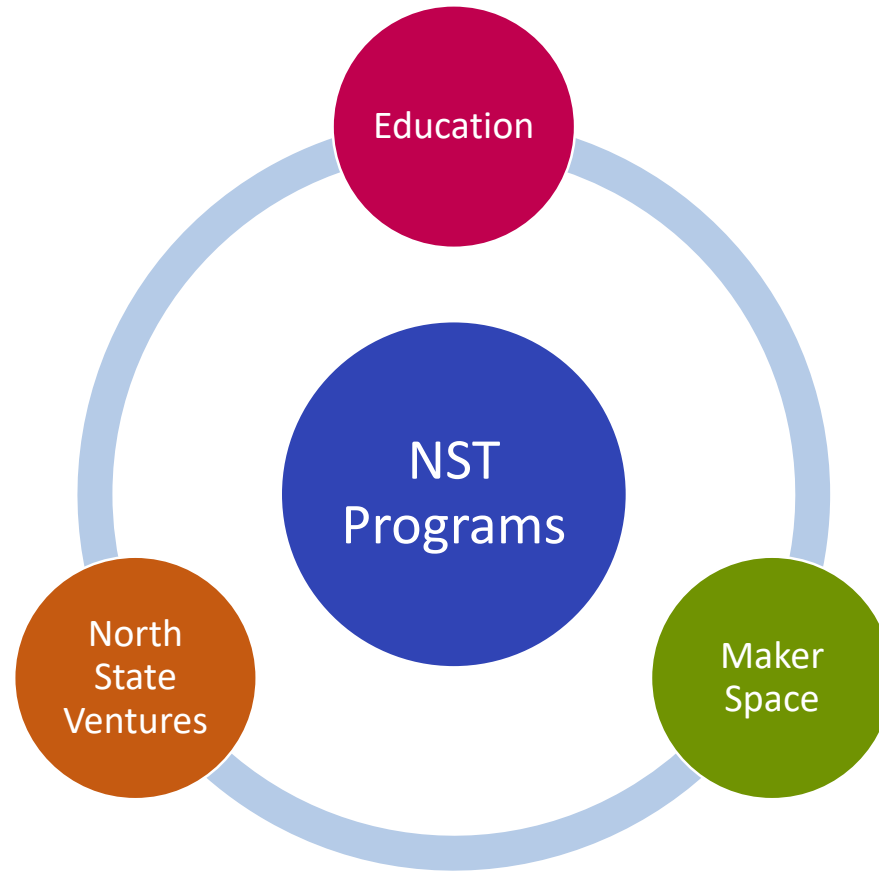 Education
NST
Programs
North
State
Ventures
Maker
Space